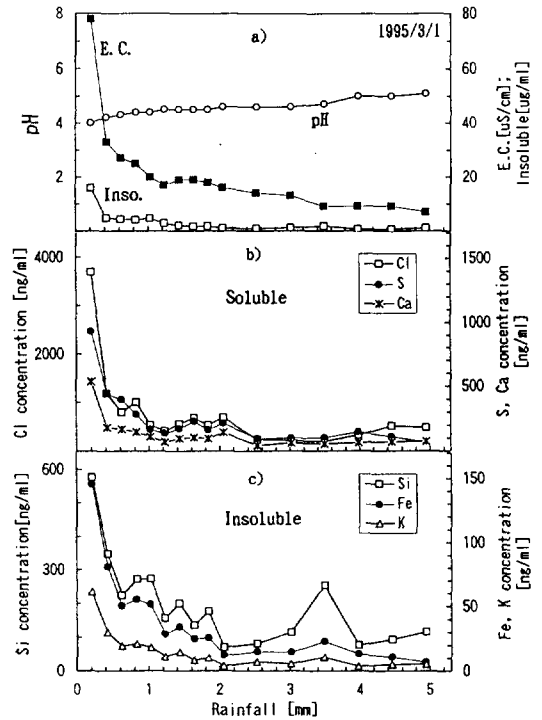 8
6
4
2
pH
a)
1995/3/1
E. C.
pH
Inso.
80
60
40
20
0
E.C.[uS/cm];
Insoluble[ug/ml]
4000
2000
Cl concentration [ng/ml]
b)
Soluble
Cl
S
Ca
1500
1000
500
S, Ca concentration
[ng/ml]
600
300
0
Si concentration[ng/ml]
c)
Insoluble
Si
Fe
K
150
100
50
0
Fe, K concentration
[ng/ml]
0 1 2 3 4 5
Rainfall [mm]